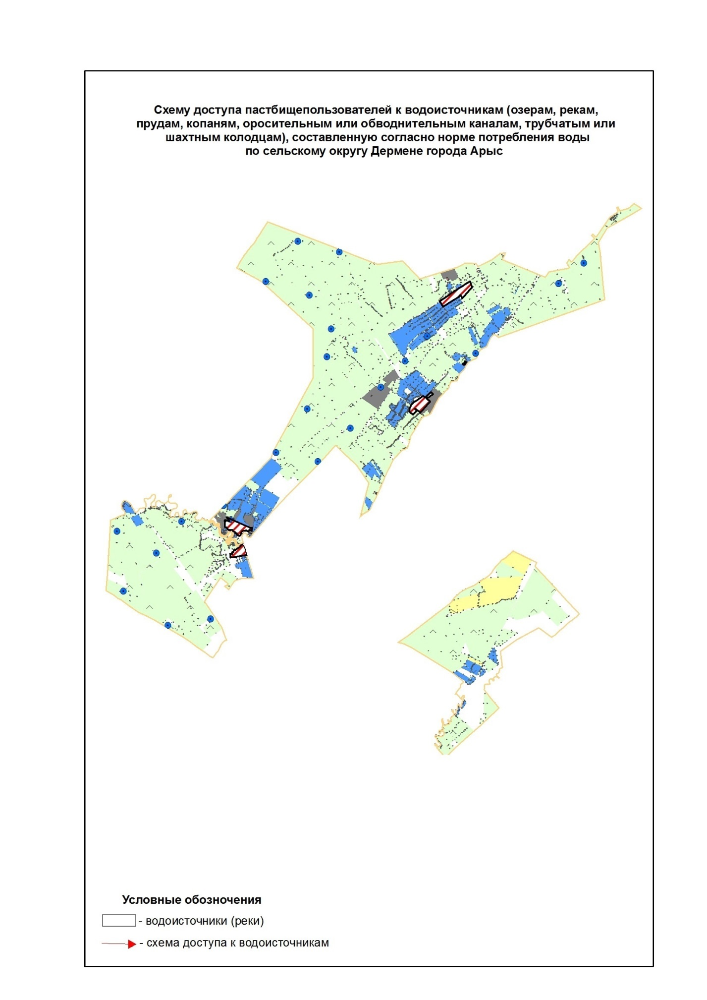 Схему доступа пастбищепользователей к водоисточникам (озерам, рекам,
прудам, копаням, оросительным или обводнительным каналам, трубчатым или
шахтным колодцам), составленную согласно норме потребления воды
по сельскому округу Дермене города Арыс
Условные обозначения
- водоисточники (реки)
- схема доступа к водоисточникам